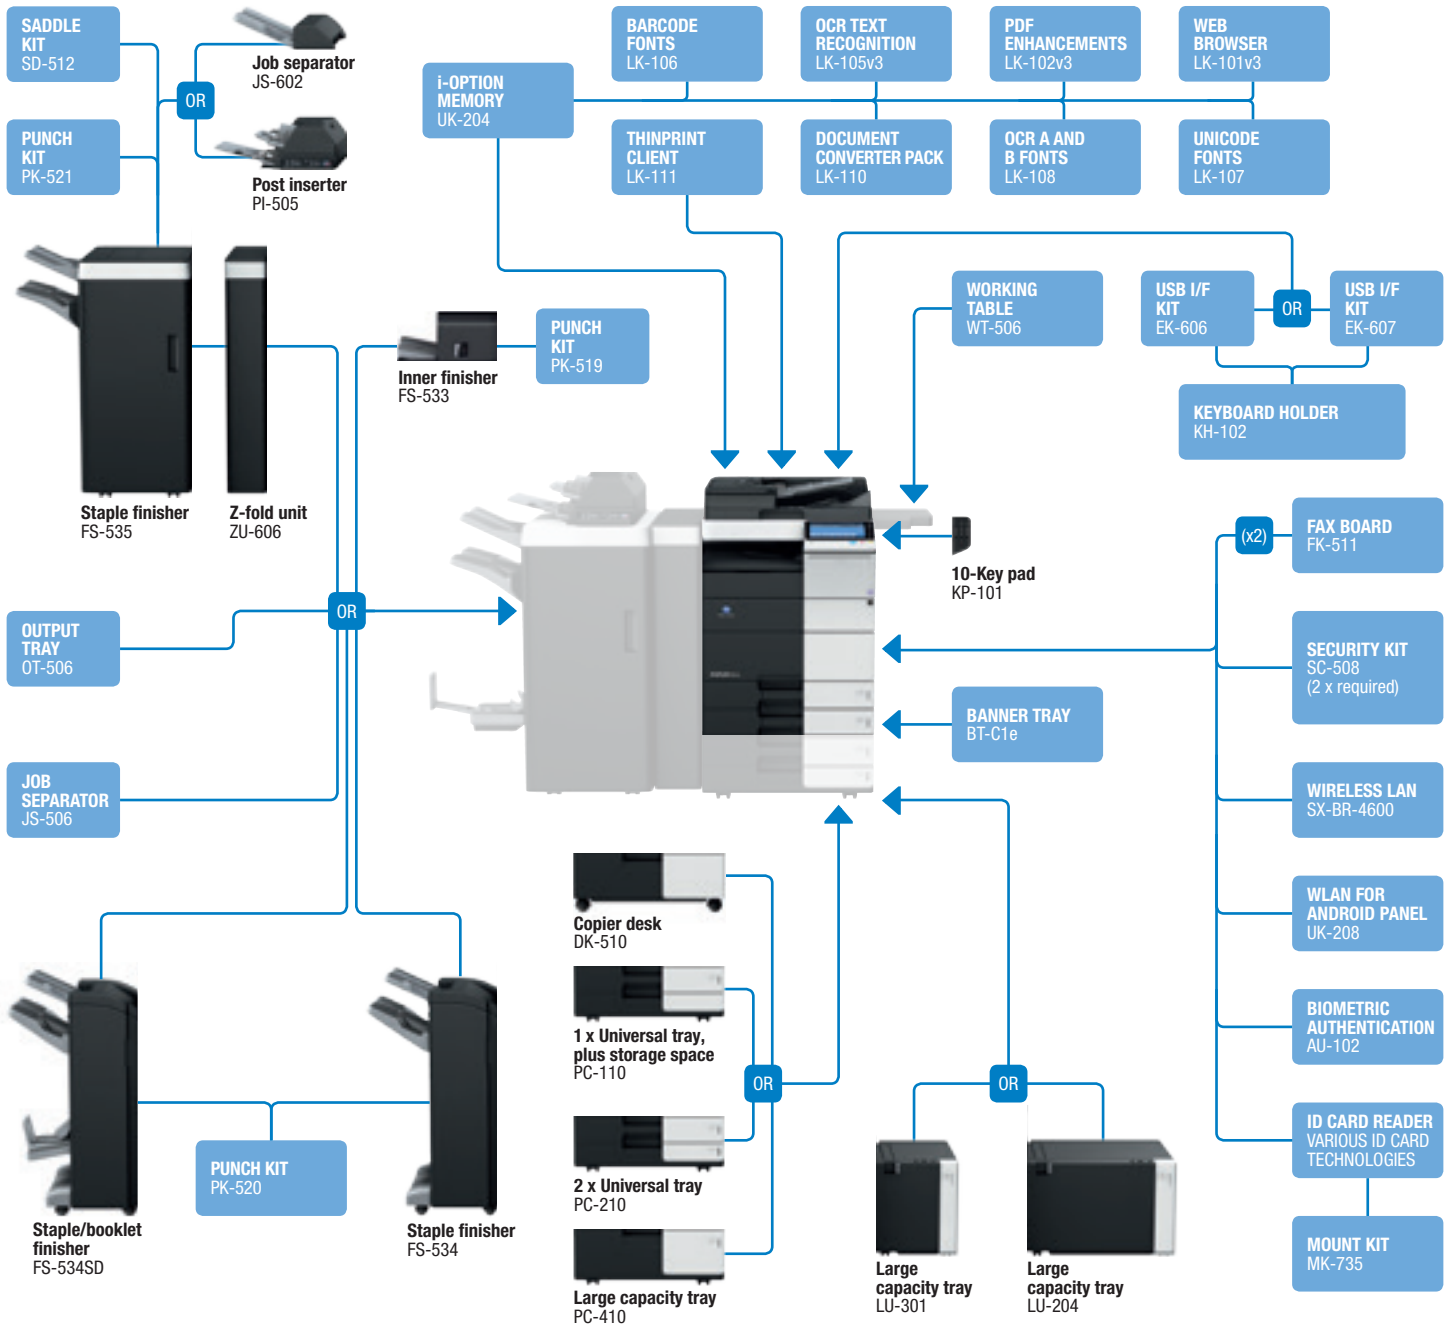 SADDLE
KIT
SD-512
Job separator
JS-602
OR
PUNCH
KIT
PK-521
Post inserter
PI-505
i-OPTION
MEMORY
UK-204
BARCODE
FONTS
LK-106
OCR TEXT
RECOGNITION
LK-105v3
PDF
ENHANCEMENTS
LK-102v3
WEB
BROWSER
LK-101v3
THINPRINT
CLIENT
LK-111
DOCUMENT
CONVERTER PACK
LK-110
OCR A AND
B FONTS
LK-108
UNICODE
FONTS
LK-107
WORKING
TABLE
WT-506
USB I/F
KIT
EK-606
OR
USB I/F
KIT
EK-607
KEYBOARD HOLDER
KH-102
Inner finisher
FS-533
PUNCH
KIT
PK-519
Staple finisher
FS-535
Z-fold unit
ZU-606
10-Key pad
KP-101
(x2)
FAX BOARD
FK-511
OUTPUT
TRAY
OT-506
OR
SECURITY KIT
SC-508
(2 x required)
BANNER TRAY
BT-C1e
JOB
SEPARATOR
JS-506
WIRELESS LAN
SX-BR-4600
Copier desk
DK-510
WLAN FOR
ANDROID PANEL
UK-208
1 x Universal tray,
plus storage space
PC-110
OR
OR
BIOMETRIC
AUTHENTICATION
AU-102
PUNCH KIT
PK-520
2 x Universal tray
PC-210
ID CARD READER
VARIOUS ID CARD
TECHNOLOGIES
Staple/booklet
finisher
FS-534SD
Staple finisher
FS-534
Large capacity tray
PC-410
Large
capacity tray
LU-301
Large
capacity tray
LU-204
MOUNT KIT
MK-735